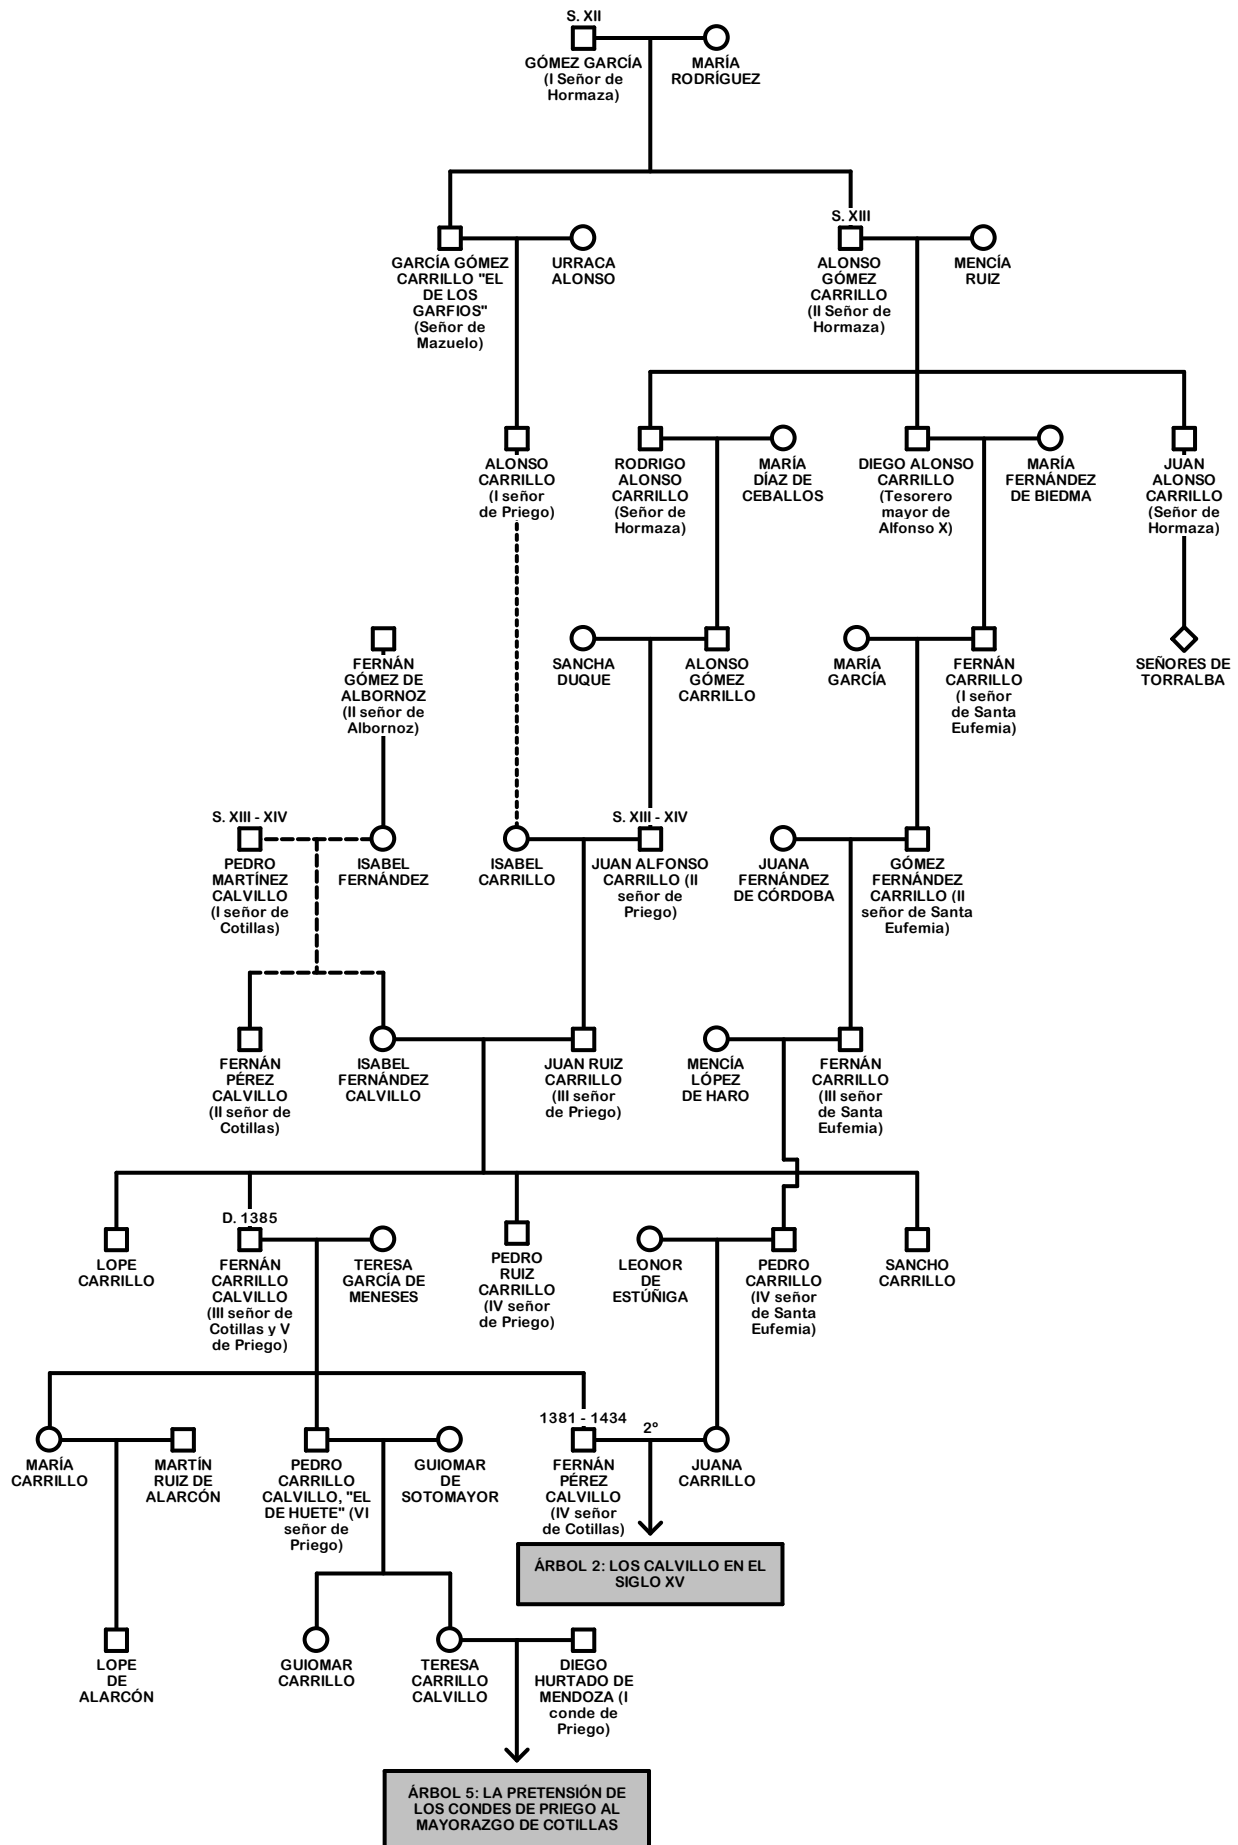 S. XII
GÓMEZ GARCÍA
(I Señor de
Hormaza)
MARÍA
RODRÍGUEZ
GARCÍA GÓMEZ
CARRILLO "EL
DE LOS
GARFIOS"
(Señor de
Mazuelo)
URRACA
ALONSO
S. XIII
ALONSO
GÓMEZ
CARRILLO
(II Señor de
Hormaza)
MENCÍA
RUIZ
ALONSO
CARRILLO
(I señor
de Priego)
RODRIGO
ALONSO
CARRILLO
(Señor de
Hormaza)
MARÍA
DÍAZ DE
CEBALLOS
DIEGO ALONSO
CARRILLO
(Tesorero
mayor de
Alfonso X)
MARÍA
FERNÁNDEZ
DE BIEDMA
JUAN
ALONSO
CARRILLO
(Señor de
Hormaza)
FERNÁN
GÓMEZ DE
ALBORNOZ
(II señor de
Albornoz)
SANCHA
DUQUE
ALONSO
GÓMEZ
CARRILLO
MARÍA
GARCÍA
FERNÁN
CARRILLO
(I señor
de Santa
Eufemia)
SEÑORES DE
TORRALBA
S. XIII - XIV
PEDRO
MARTÍNEZ
CALVILLO
(I señor de
Cotillas)
ISABEL
FERNÁNDEZ
ISABEL
CARRILLO
S. XIII - XIV
JUAN ALFONSO
CARRILLO (II
señor de
Priego)
JUANA
FERNÁNDEZ
DE CÓRDOBA
GÓMEZ
FERNÁNDEZ
CARRILLO (II
señor de Santa
Eufemia)
FERNÁN
PÉREZ
CALVILLO
(II señor de
Cotillas)
ISABEL
FERNÁNDEZ
CALVILLO
JUAN RUIZ
CARRILLO
(III señor
de Priego)
MENCÍA
LÓPEZ
DE HARO
FERNÁN
CARRILLO
(III señor
de Santa
Eufemia)
LOPE
CARRILLO
D. 1385
FERNÁN
CARRILLO
CALVILLO
(III señor de
Cotillas y V
de Priego)
TERESA
GARCÍA DE
MENESES
PEDRO
RUIZ
CARRILLO
(IV señor
de Priego)
LEONOR
DE
ESTÚÑIGA
PEDRO
CARRILLO
(IV señor
de Santa
Eufemia)
SANCHO
CARRILLO
MARÍA
CARRILLO
MARTÍN
RUIZ DE
ALARCÓN
PEDRO
CARRILLO
CALVILLO, "EL
DE HUETE" (VI
señor de
Priego)
GUIOMAR
DE
SOTOMAYOR
1381 - 1434
FERNÁN
PÉREZ
CALVILLO
(IV señor
de Cotillas)
2º
JUANA
CARRILLO
ÁRBOL 2: LOS CALVILLO EN EL
SIGLO XV
LOPE
DE
ALARCÓN
GUIOMAR
CARRILLO
TERESA
CARRILLO
CALVILLO
DIEGO
HURTADO DE
MENDOZA (I
conde de
Priego)
ÁRBOL 5: LA PRETENSIÓN DE
LOS CONDES DE PRIEGO AL
MAYORAZGO DE COTILLAS